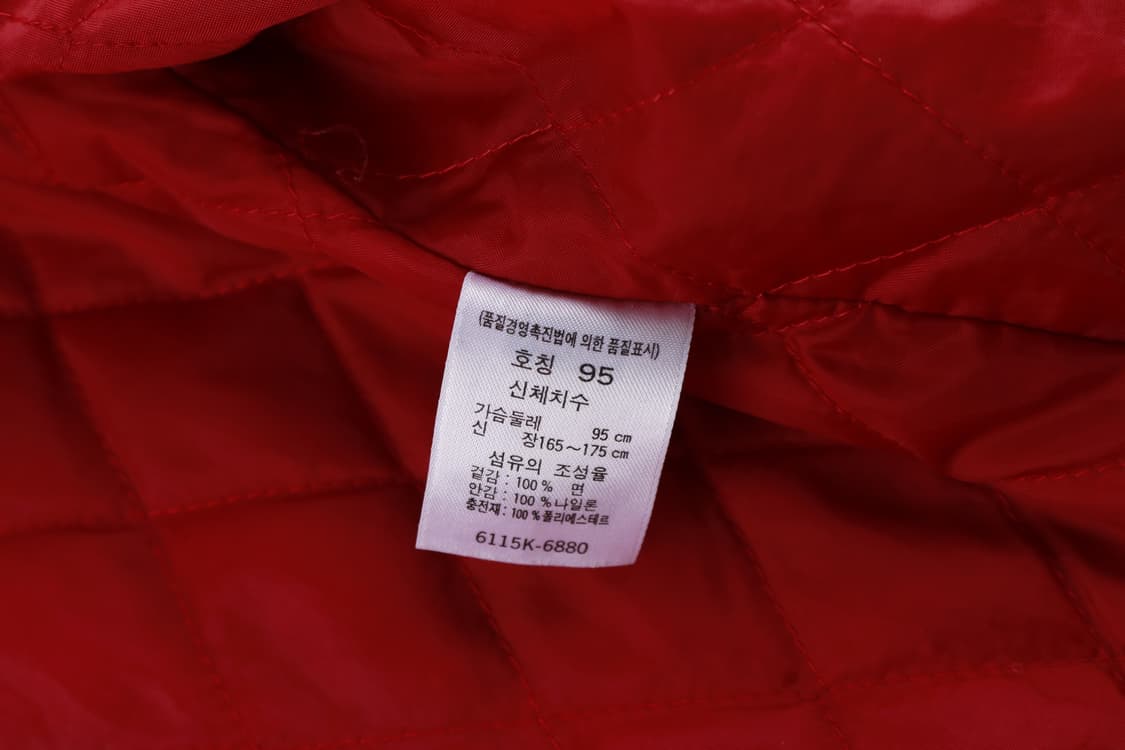 (품질경영촉진법에 의한 품질표시)
호칭 95
신체치수
가슴둘레 95 cm
신 장165~175 cm
섬유의 조성율
겉감 : 100 % 면
안감 : 100 % 나일론
충전재 : 100 % 폴리에스테르
6115K-6880